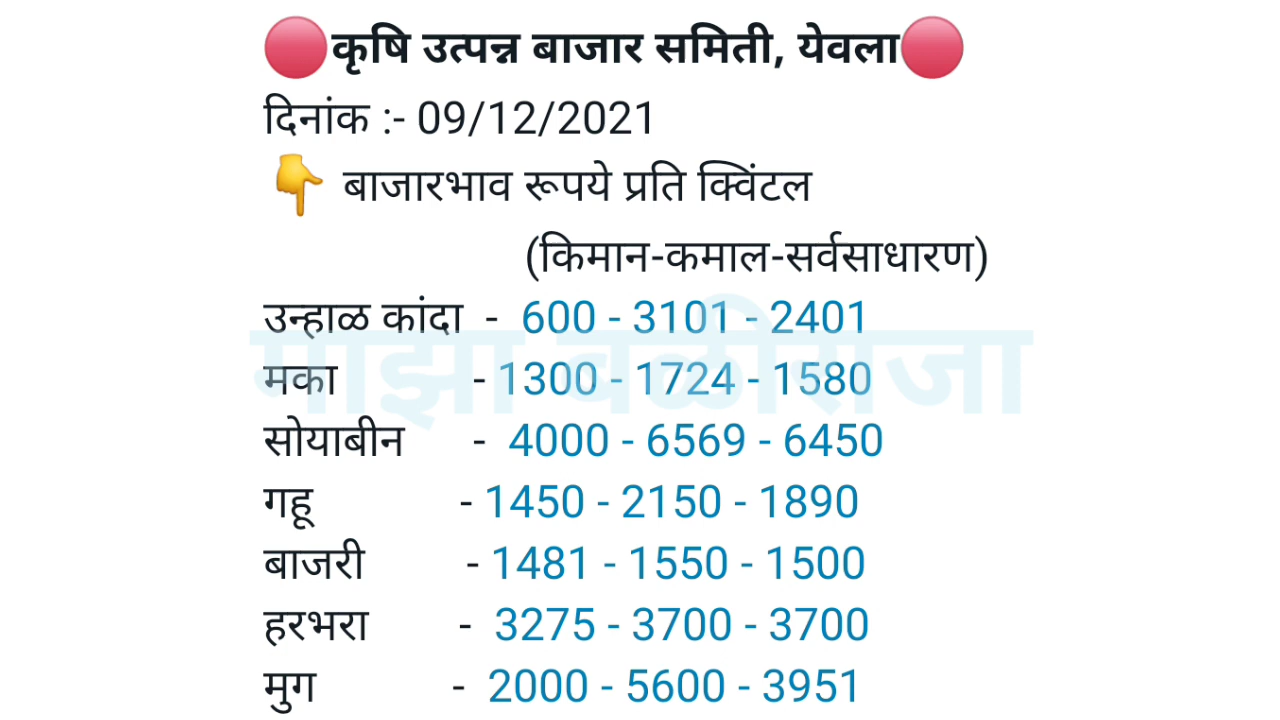 🔴कृषि उत्पन्न बाजार समिती, येवला🔴
दिनांक :- 09/12/2021
👇 बाजारभाव रूपये प्रति क्विंटल
(किमान-कमाल-सर्वसाधारण)
उन्हाळ कांदा - 600 - 3101 - 2401
मका - 1300 - 1724 - 1580
सोयाबीन - 4000 - 6569 - 6450
गहू - 1450 - 2150 - 1890
बाजरी - 1481 - 1550 - 1500
हरभरा - 3275 - 3700 - 3700
मुग - 2000 - 5600 - 3951
माझा बळीराजा